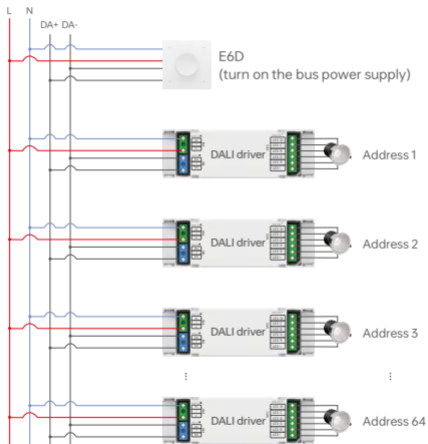 L N
DA+ DA-
E6D
(turn on the bus power supply)
DALI driver
Address 1
DALI driver
Address 2
DALI driver
Address 3
DALI driver
Address 64